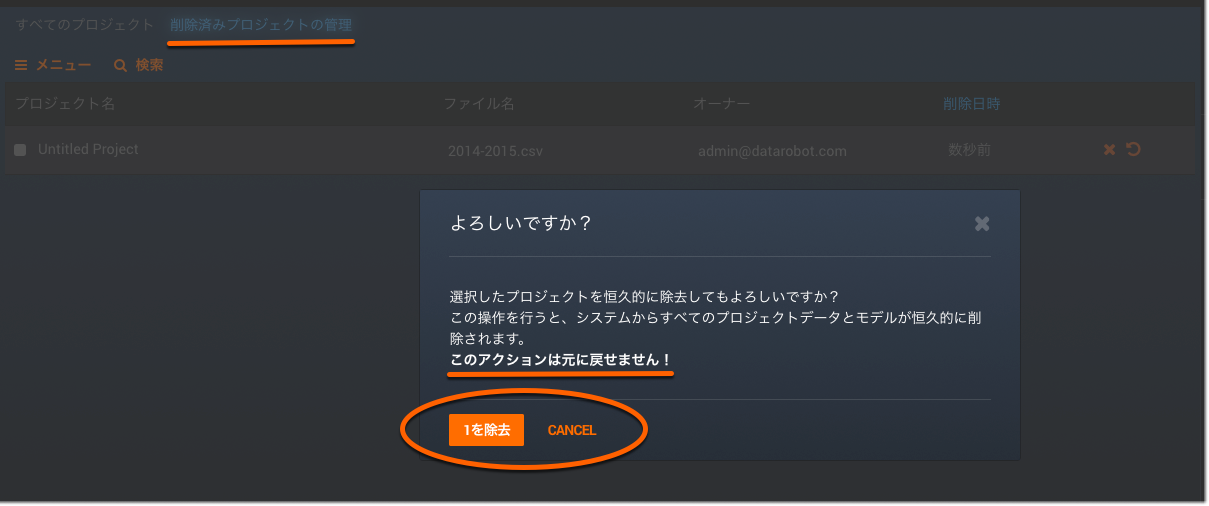 すべてのプロジェクト 削除済みプロジェクトの管理
メニュー 検索
プロジェクト名 ファイル名 オーナー 削除日時
Untitled Project 2014-2015.csv admin@datarobot.com 数秒前
よろしいですか？
選択したプロジェクトを恒久的に除去してもよろしいですか？
この操作を行うと、システムからすべてのプロジェクトデータとモデルが恒久的に削
除されます。
このアクションは元に戻せません！
1を除去 CANCEL